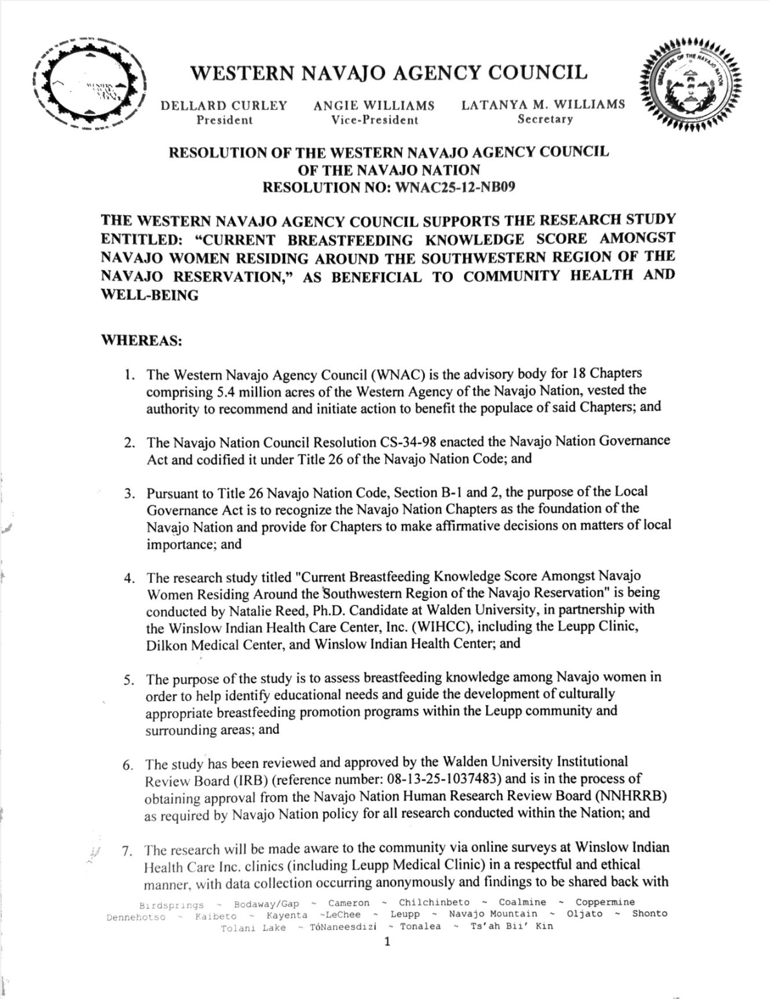 WESTERN NAVAJO AGENCY COUNCIL
DELLARD CURLEY ANGIE WILLIAMS LATANYA M. WILLIAMS
President Vice-President Secretary
GREAT SEAL OF THE NAVAJO NATION
RESOLUTION OF THE WESTERN NAVAJO AGENCY COUNCIL
OF THE NAVAJO NATION
RESOLUTION NO: WNAC25-12-NB09
THE WESTERN NAVAJO AGENCY COUNCIL SUPPORTS THE RESEARCH STUDY
ENTITLED: “CURRENT BREASTFEEDING KNOWLEDGE SCORE AMONGST
NAVAJO WOMEN RESIDING AROUND THE SOUTHWESTERN REGION OF THE
NAVAJO RESERVATION,” AS BENEFICIAL TO COMMUNITY HEALTH AND
WELL-BEING
WHEREAS:
1. The Western Navajo Agency Council (WNAC) is the advisory body for 18 Chapters
comprising 5.4 million acres of the Western Agency of the Navajo Nation, vested the
authority to recommend and initiate action to benefit the populace of said Chapters; and
2. The Navajo Nation Council Resolution CS-34-98 enacted the Navajo Nation Governance
Act and codified it under Title 26 of the Navajo Nation Code; and
3. Pursuant to Title 26 Navajo Nation Code, Section B-1 and 2, the purpose of the Local
Governance Act is to recognize the Navajo Nation Chapters as the foundation of the
Navajo Nation and provide for Chapters to make affirmative decisions on matters of local
importance; and
4. The research study titled "Current Breastfeeding Knowledge Score Amongst Navajo
Women Residing Around the Southwestern Region of the Navajo Reservation" is being
conducted by Natalie Reed, Ph.D. Candidate at Walden University, in partnership with
the Winslow Indian Health Care Center, Inc. (WIHCC), including the Leupp Clinic,
Dilkon Medical Center, and Winslow Indian Health Center; and
5. The purpose of the study is to assess breastfeeding knowledge among Navajo women in
order to help identify educational needs and guide the development of culturally
appropriate breastfeeding promotion programs within the Leupp community and
surrounding areas; and
6. The study has been reviewed and approved by the Walden University Institutional
Review Board (IRB) (reference number: 08-13-25-1037483) and is in the process of
obtaining approval from the Navajo Nation Human Research Review Board (NNHRRB)
as required by Navajo Nation policy for all research conducted within the Nation; and
7. The research will be made aware to the community via online surveys at Winslow Indian
Health Care Inc. clinics (including Leupp Medical Clinic) in a respectful and ethical
manner, with data collection occurring anonymously and findings to be shared back with
Birdsprings ~ Bodaway/Gap ~ Cameron ~ Chilchinbeto ~ Coalmine ~ Coppermine
Dennehotso ~ Kaibeto ~ Kayenta ~LeChee ~ Leupp ~ Navajo Mountain ~ Oljato ~ Shonto
Tolani Lake ~ TóNaneesdizí ~ Tonalea ~ Ts’ah Bii’ Kin
1